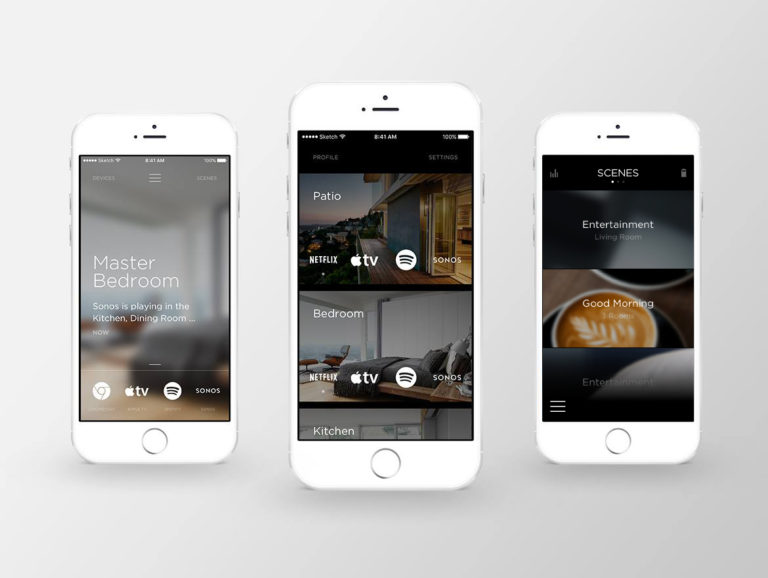 Sketch 8:41 AM 100%
DEVICES SCENES
Master
Bedroom
Sonos is playing in the
Kitchen, Dining Room ...
NOW
tv SONOS
CHROMECAST APPLE TV SPOTIFY SONOS
Sketch 8:41 AM 100%
PROFILE SETTINGS
Patio
NETFLIX tv SONOS
Bedroom
NETFLIX tv SONOS
Kitchen
SCENES
Entertainment
Living Room
Good Morning
3 Rooms
Entertainment